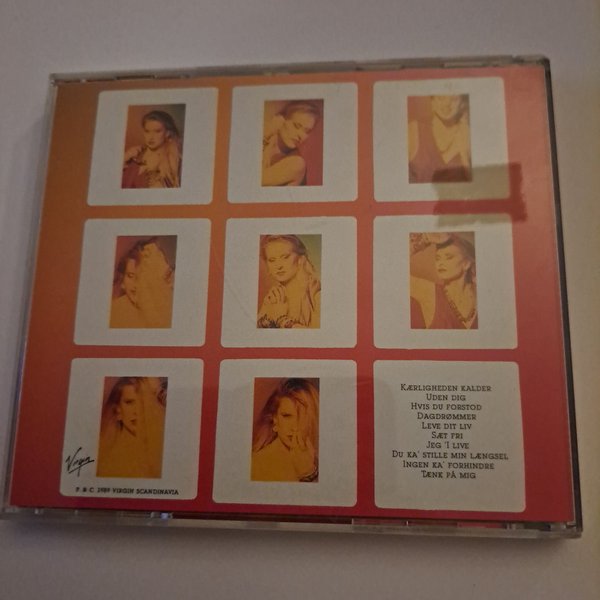 Kærligheden kalder
Uden dig
Hvis du forstod
Dagdrømmer
Leve dit liv
Sæt fri
Jeg 'I live
Du ka' stille min længsel
Ingen ka' forhindre
Tænk på mig
Virgin
P & C 1989 VIRGIN SCANDINAVIA